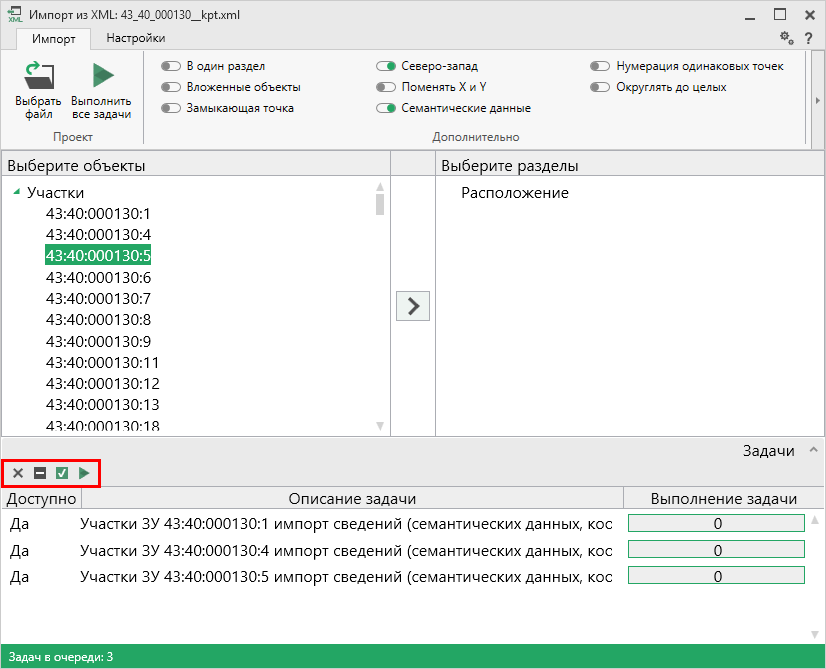 XML Импорт из XML: 43_40_000130__kpt.xml
Импорт Настройки
?
Выбрать файл
Выполнить все задачи
Проект
В один раздел
Вложенные объекты
Замыкающая точка
Северо-запад
Поменять X и Y
Семантические данные
Нумерация одинаковых точек
Округлять до целых
Дополнительно
Выберите объекты
Участки
43:40:000130:1
43:40:000130:4
43:40:000130:5
43:40:000130:6
43:40:000130:7
43:40:000130:8
43:40:000130:9
43:40:000130:11
43:40:000130:12
43:40:000130:13
43:40:000130:18
Выберите разделы
Расположение
Задачи
Доступно Описание задачи Выполнение задачи
Да Участки ЗУ 43:40:000130:1 импорт сведений (семантических данных, кос 0
Да Участки ЗУ 43:40:000130:4 импорт сведений (семантических данных, кос 0
Да Участки ЗУ 43:40:000130:5 импорт сведений (семантических данных, кос 0
Задач в очереди: 3